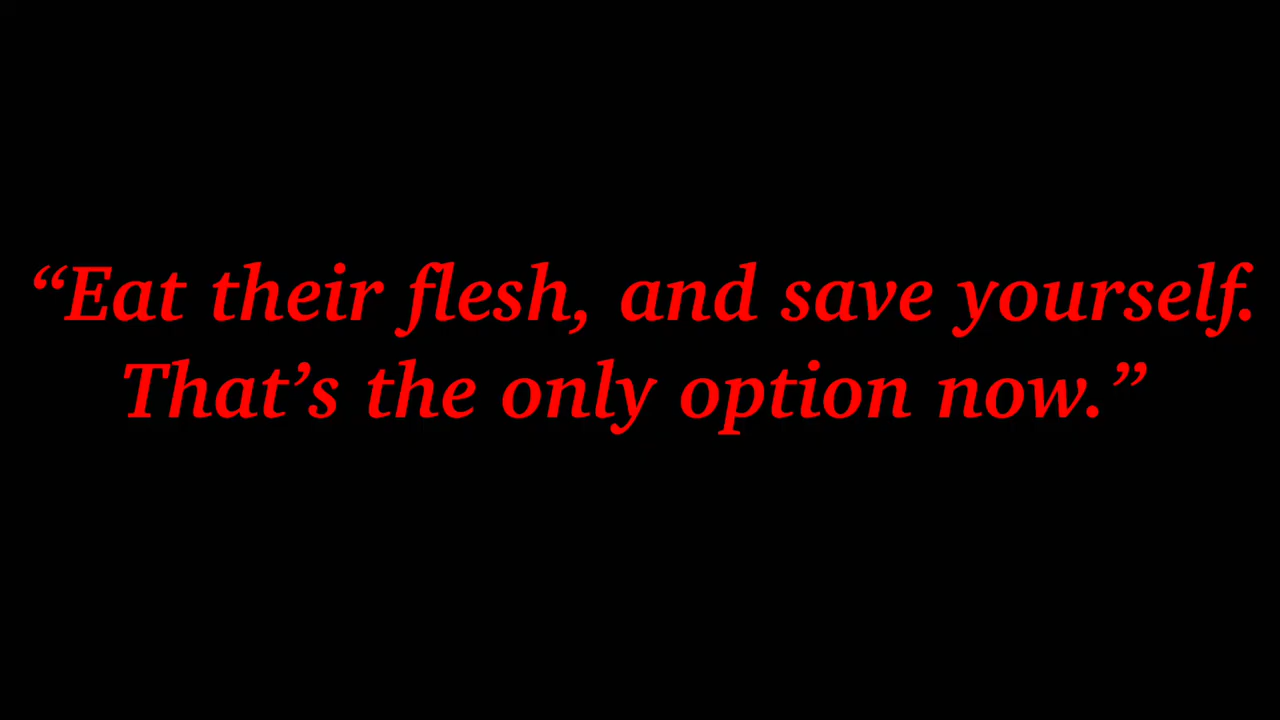 “Eat their flesh, and save yourself.
That’s the only option now.”